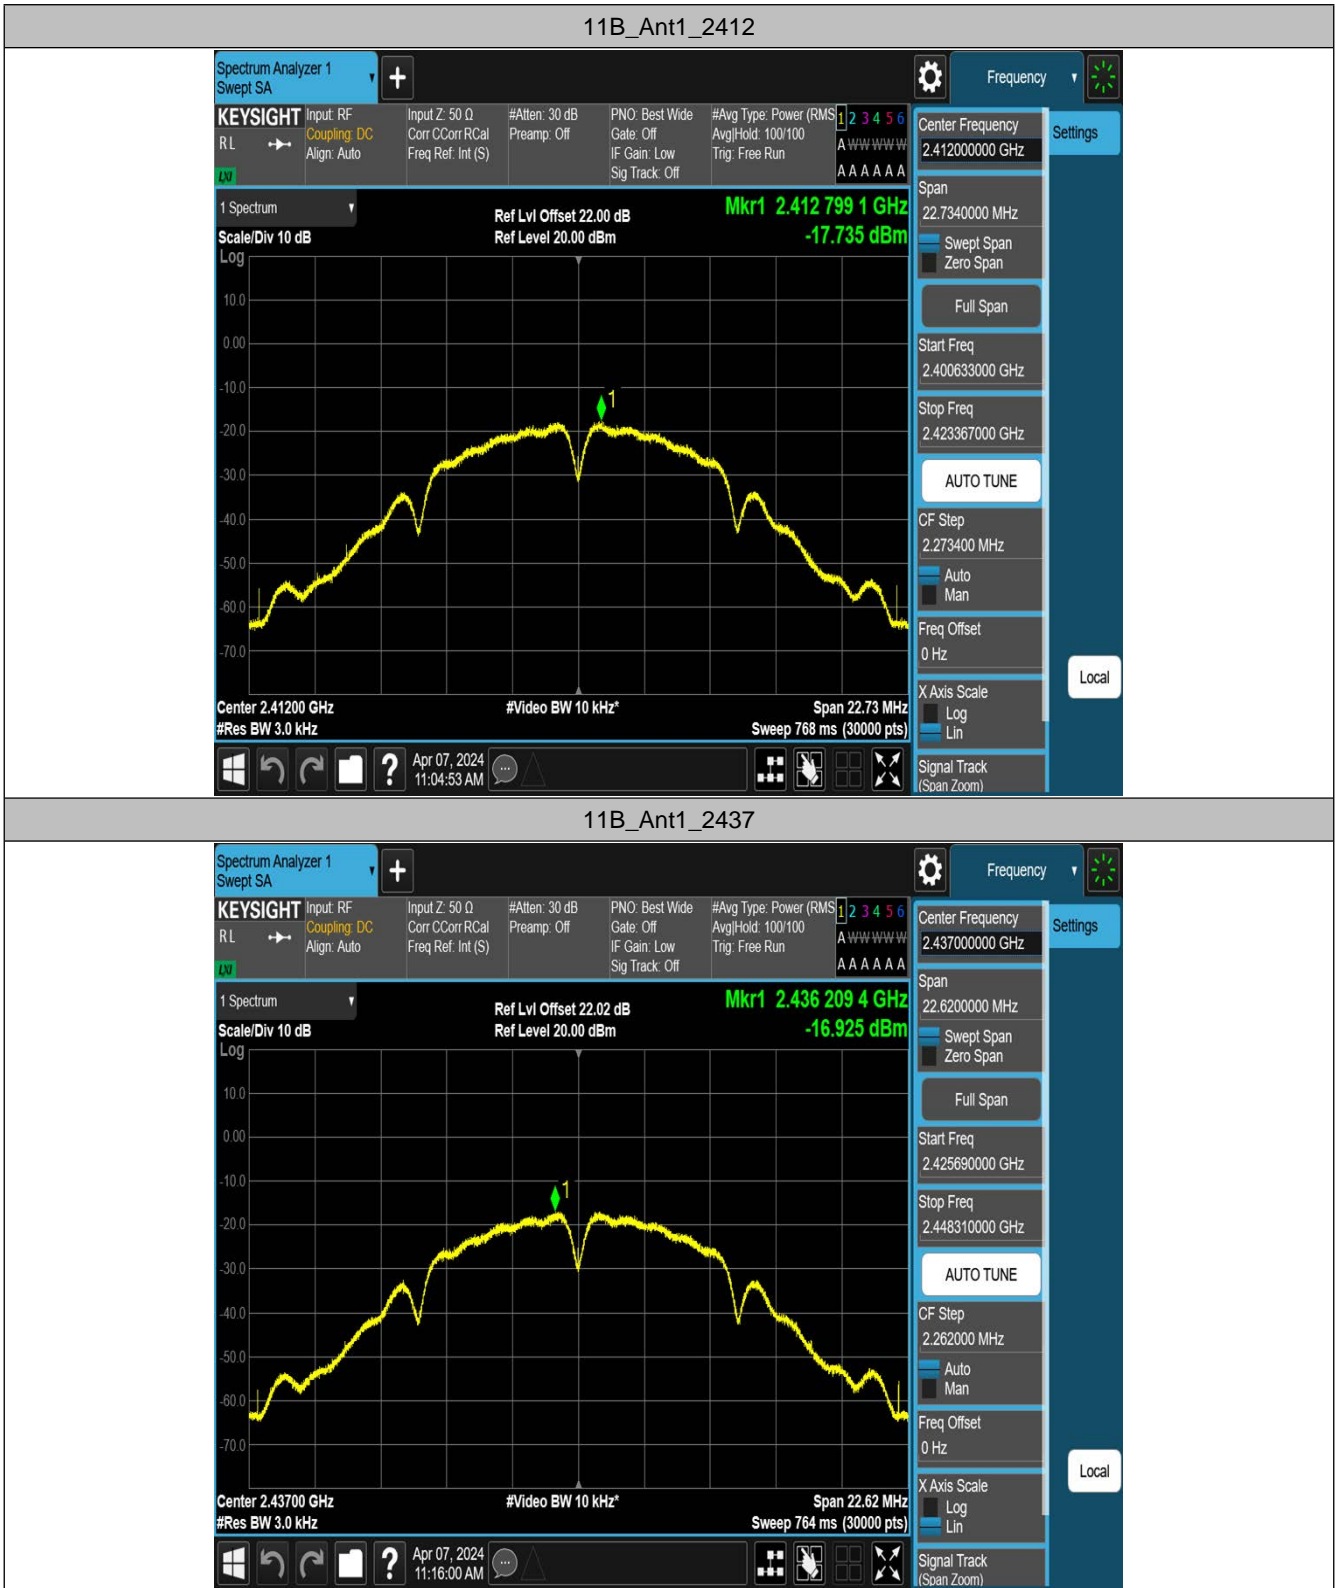 11B_Ant1_2412
Spectrum Analyzer 1
Swept SA
+
Frequency
KEYSIGHT
R L
LXI
Input: RF
Coupling: DC
Align: Auto
Input Z: 50 Ω
Corr CCorr RCal
Freq Ref: Int (S)
#Atten: 30 dB
Preamp: Off
PNO: Best Wide
Gate: Off
IF Gain: Low
Sig Track: Off
#Avg Type: Power (RMS
Avg|Hold: 100/100
Trig: Free Run
1 2 3 4 5 6
A W W W W W
A A A A A A
Center Frequency
2.412000000 GHz
Settings
Span
22.7340000 MHz
Swept Span
Zero Span
Full Span
Start Freq
2.400633000 GHz
Stop Freq
2.423367000 GHz
AUTO TUNE
CF Step
2.273400 MHz
Auto
Man
Freq Offset
0 Hz
X Axis Scale
Log
Lin
Signal Track
(Span Zoom)
Local
1 Spectrum
Scale/Div 10 dB
Log
Ref Lvl Offset 22.00 dB
Ref Level 20.00 dBm
Mkr1 2.412 799 1 GHz
-17.735 dBm
10.0
0.00
-10.0
1
-20.0
-30.0
-40.0
-50.0
-60.0
-70.0
Center 2.41200 GHz
#Res BW 3.0 kHz
#Video BW 10 kHz*
Span 22.73 MHz
Sweep 768 ms (30000 pts)
?
Apr 07, 2024
11:04:53 AM
11B_Ant1_2437
Spectrum Analyzer 1
Swept SA
+
Frequency
KEYSIGHT
R L
LXI
Input: RF
Coupling: DC
Align: Auto
Input Z: 50 Ω
Corr CCorr RCal
Freq Ref: Int (S)
#Atten: 30 dB
Preamp: Off
PNO: Best Wide
Gate: Off
IF Gain: Low
Sig Track: Off
#Avg Type: Power (RMS
Avg|Hold: 100/100
Trig: Free Run
1 2 3 4 5 6
A W W W W W
A A A A A A
Center Frequency
2.437000000 GHz
Settings
Span
22.6200000 MHz
Swept Span
Zero Span
Full Span
Start Freq
2.425690000 GHz
Stop Freq
2.448310000 GHz
AUTO TUNE
CF Step
2.262000 MHz
Auto
Man
Freq Offset
0 Hz
X Axis Scale
Log
Lin
Signal Track
(Span Zoom)
Local
1 Spectrum
Scale/Div 10 dB
Log
Ref Lvl Offset 22.02 dB
Ref Level 20.00 dBm
Mkr1 2.436 209 4 GHz
-16.925 dBm
10.0
0.00
-10.0
1
-20.0
-30.0
-40.0
-50.0
-60.0
-70.0
Center 2.43700 GHz
#Res BW 3.0 kHz
#Video BW 10 kHz*
Span 22.62 MHz
Sweep 764 ms (30000 pts)
?
Apr 07, 2024
11:16:00 AM